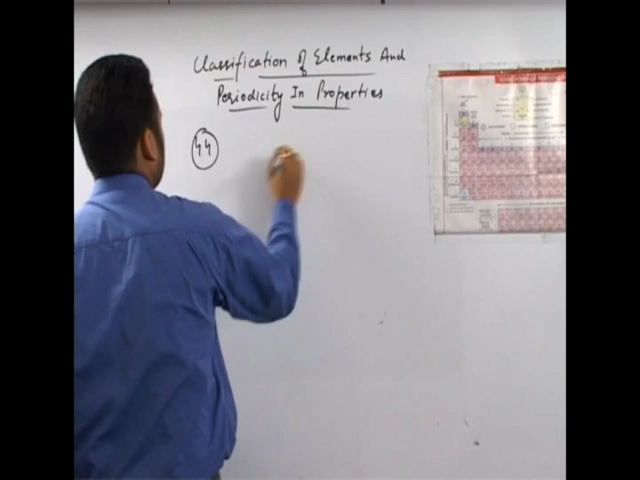 Classification of Elements And
Periodicity In Properties
44